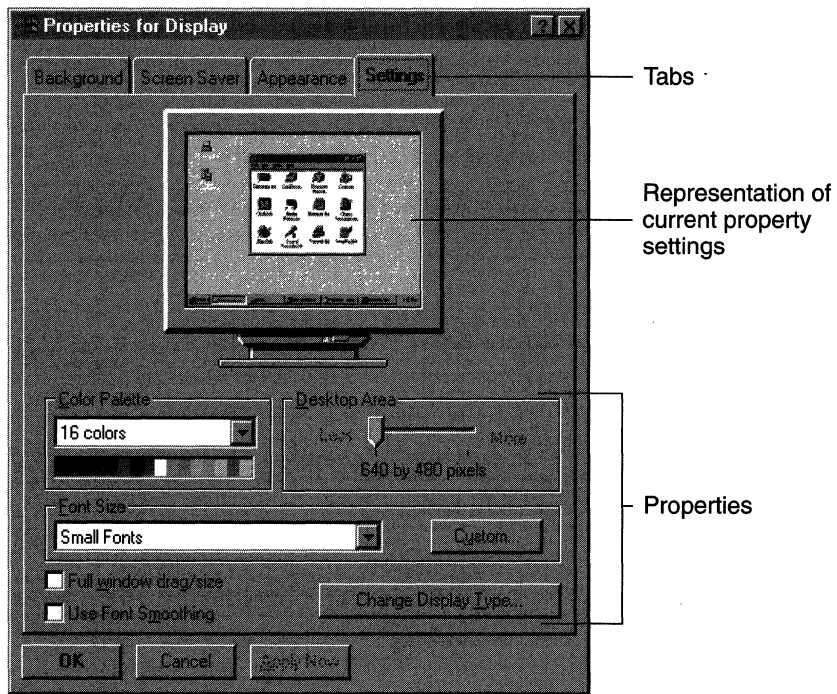 Properties for Display
Background Screen Saver Appearance Settings
Tabs
Representation of
current property
settings
Color Palette
16 colors
Desktop Area
Less More
640 by 480 pixels
Properties
Font Size
Small Fonts
Custom...
Full window drag/size
Use Font Smoothing
Change Display Type...
OK Cancel Apply Now